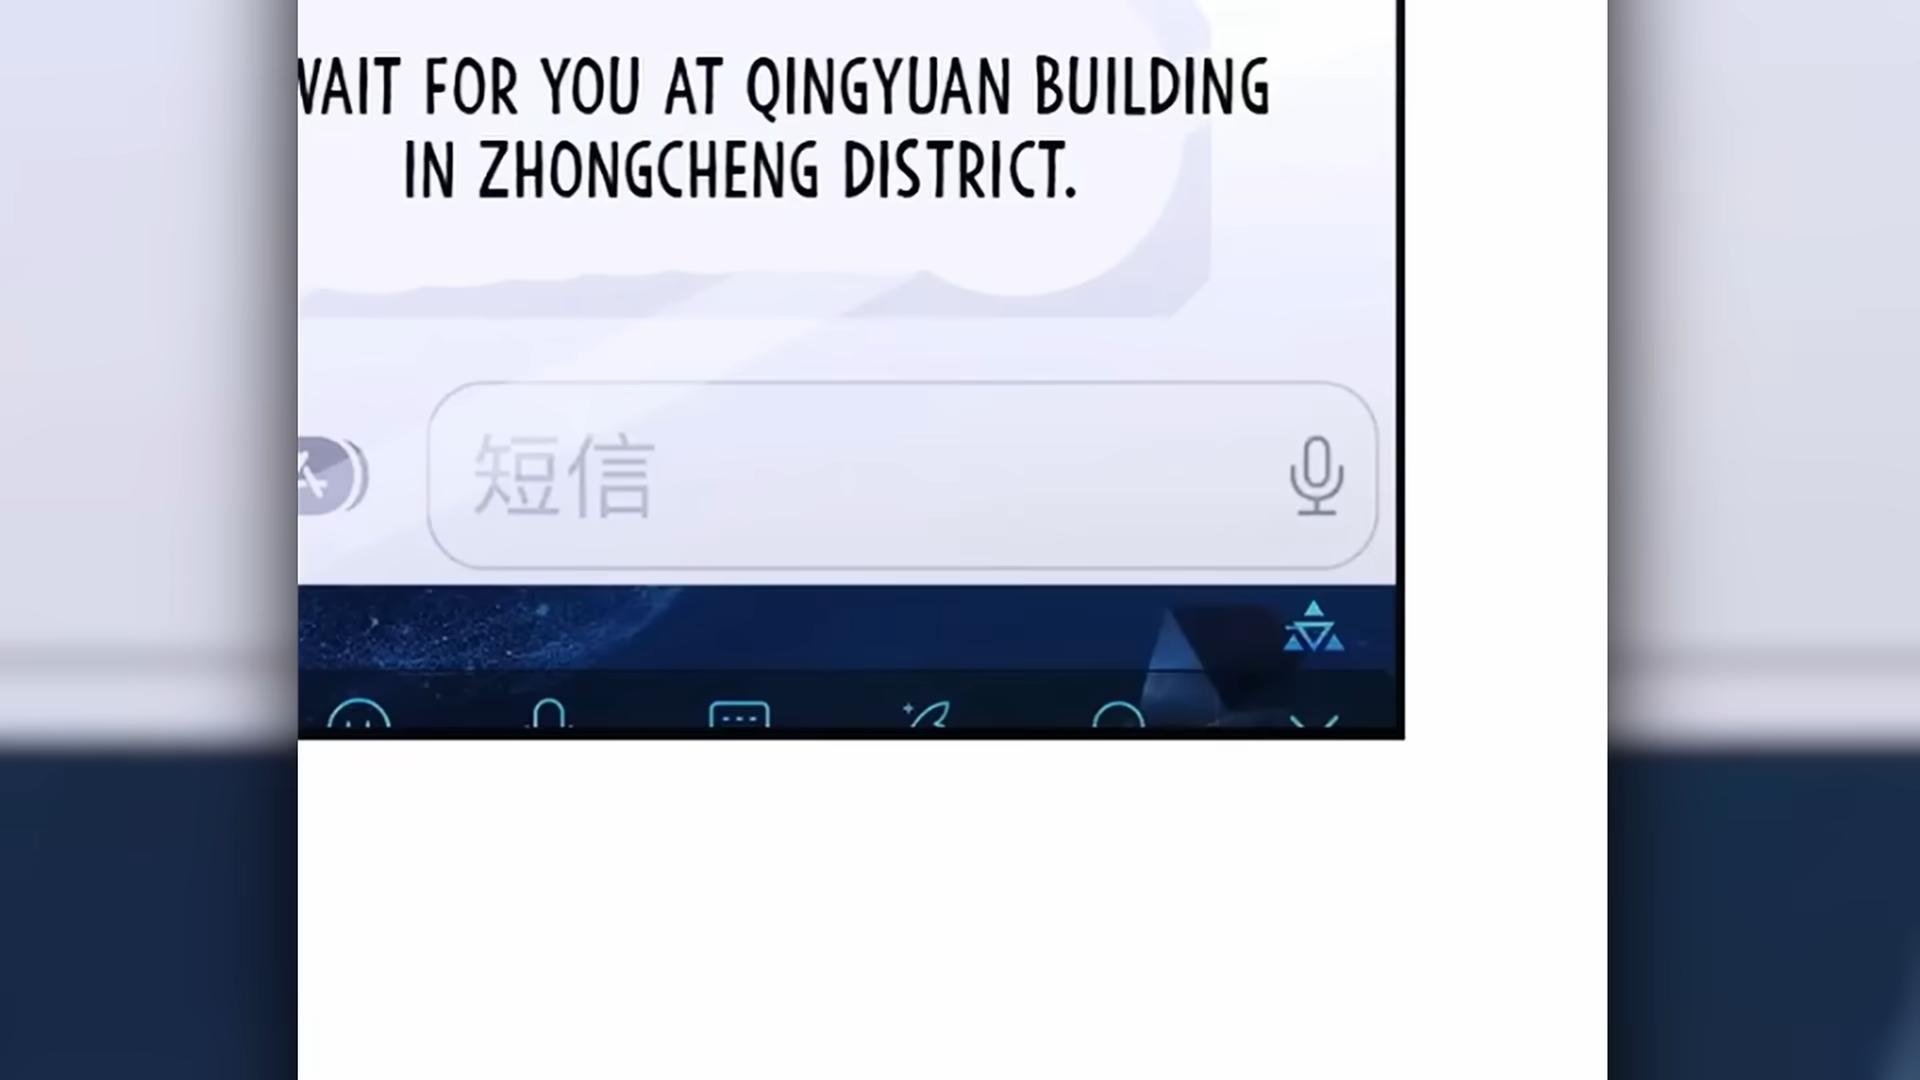 WAIT FOR YOU AT QINGYUAN BUILDING
IN ZHONGCHENG DISTRICT.
短信